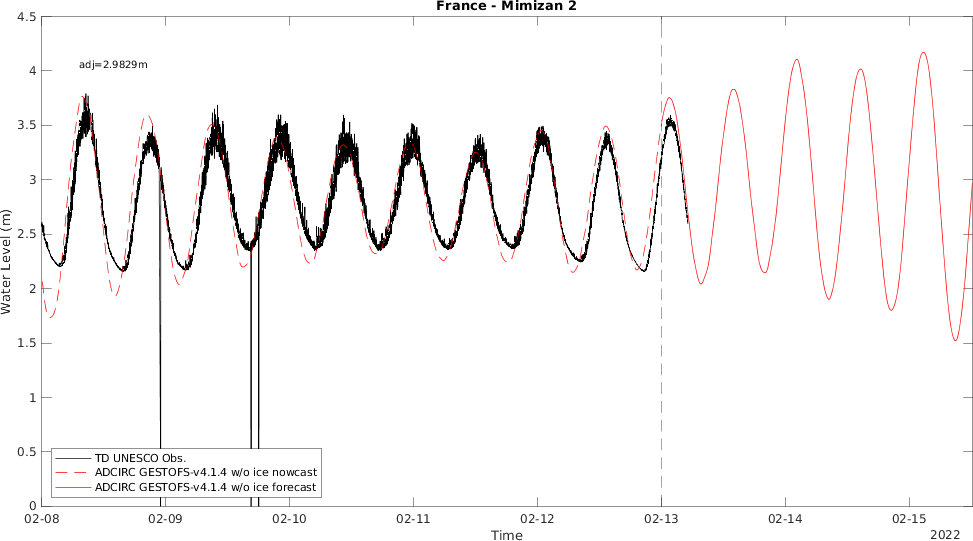 France - Mimizan 2
4.5
4
3.5
3
2.5
2
1.5
1
0.5
0
Water Level (m)
adj=2.9829m
TD UNESCO Obs.
ADCIRC GESTOFS-v4.1.4 w/o ice nowcast
ADCIRC GESTOFS-v4.1.4 w/o ice forecast
02-08 02-09 02-10 02-11 02-12 02-13 02-14 02-15
Time
2022